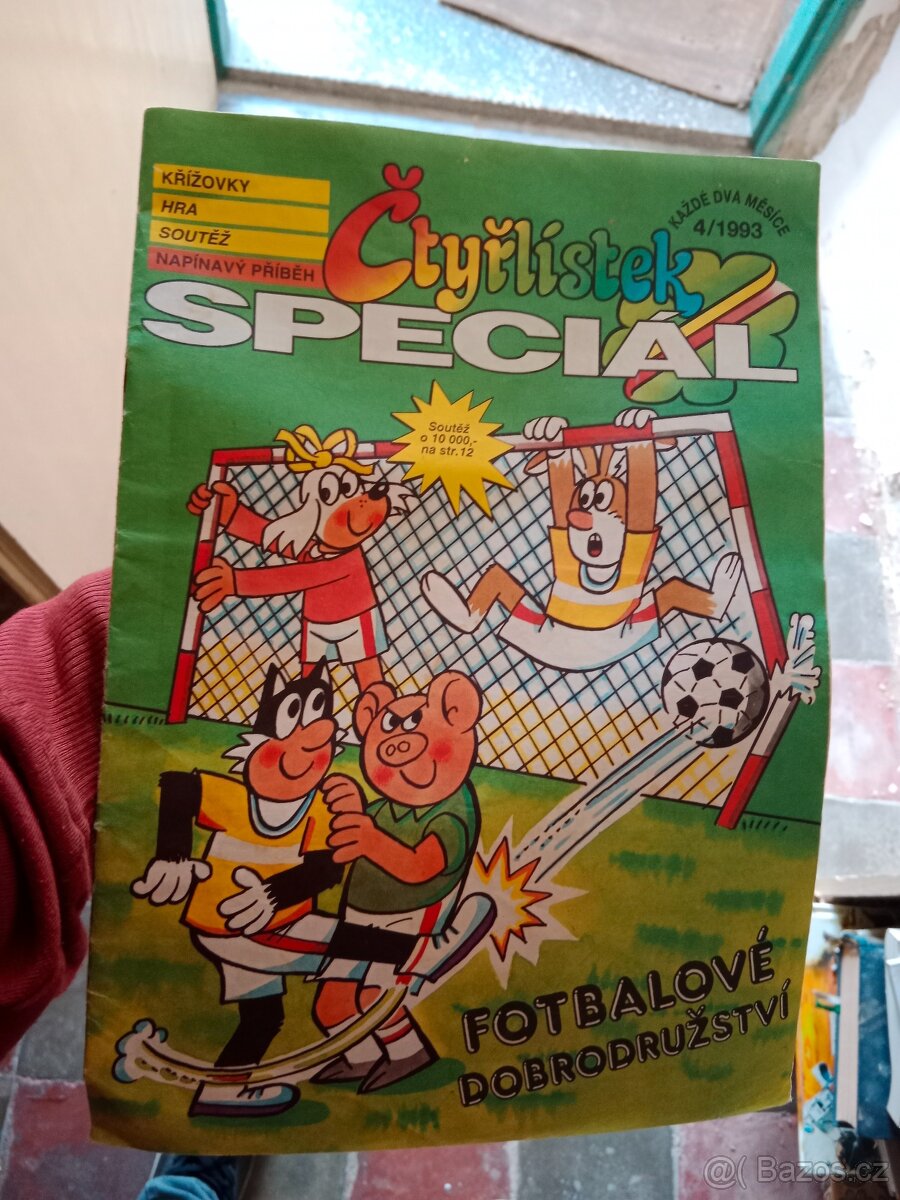 KŘÍŽOVKY
HRA
SOUTĚŽ
NAPÍNAVÝ PŘÍBĚH
Čtyřlístek
KAŽDÉ DVA MĚSÍCE
4/1993
SPECIÁL
Soutěž
o 10 000,-
na str.12
FOTBALOVÉ
DOBRODRUŽSTVÍ
@ Bazos.cz